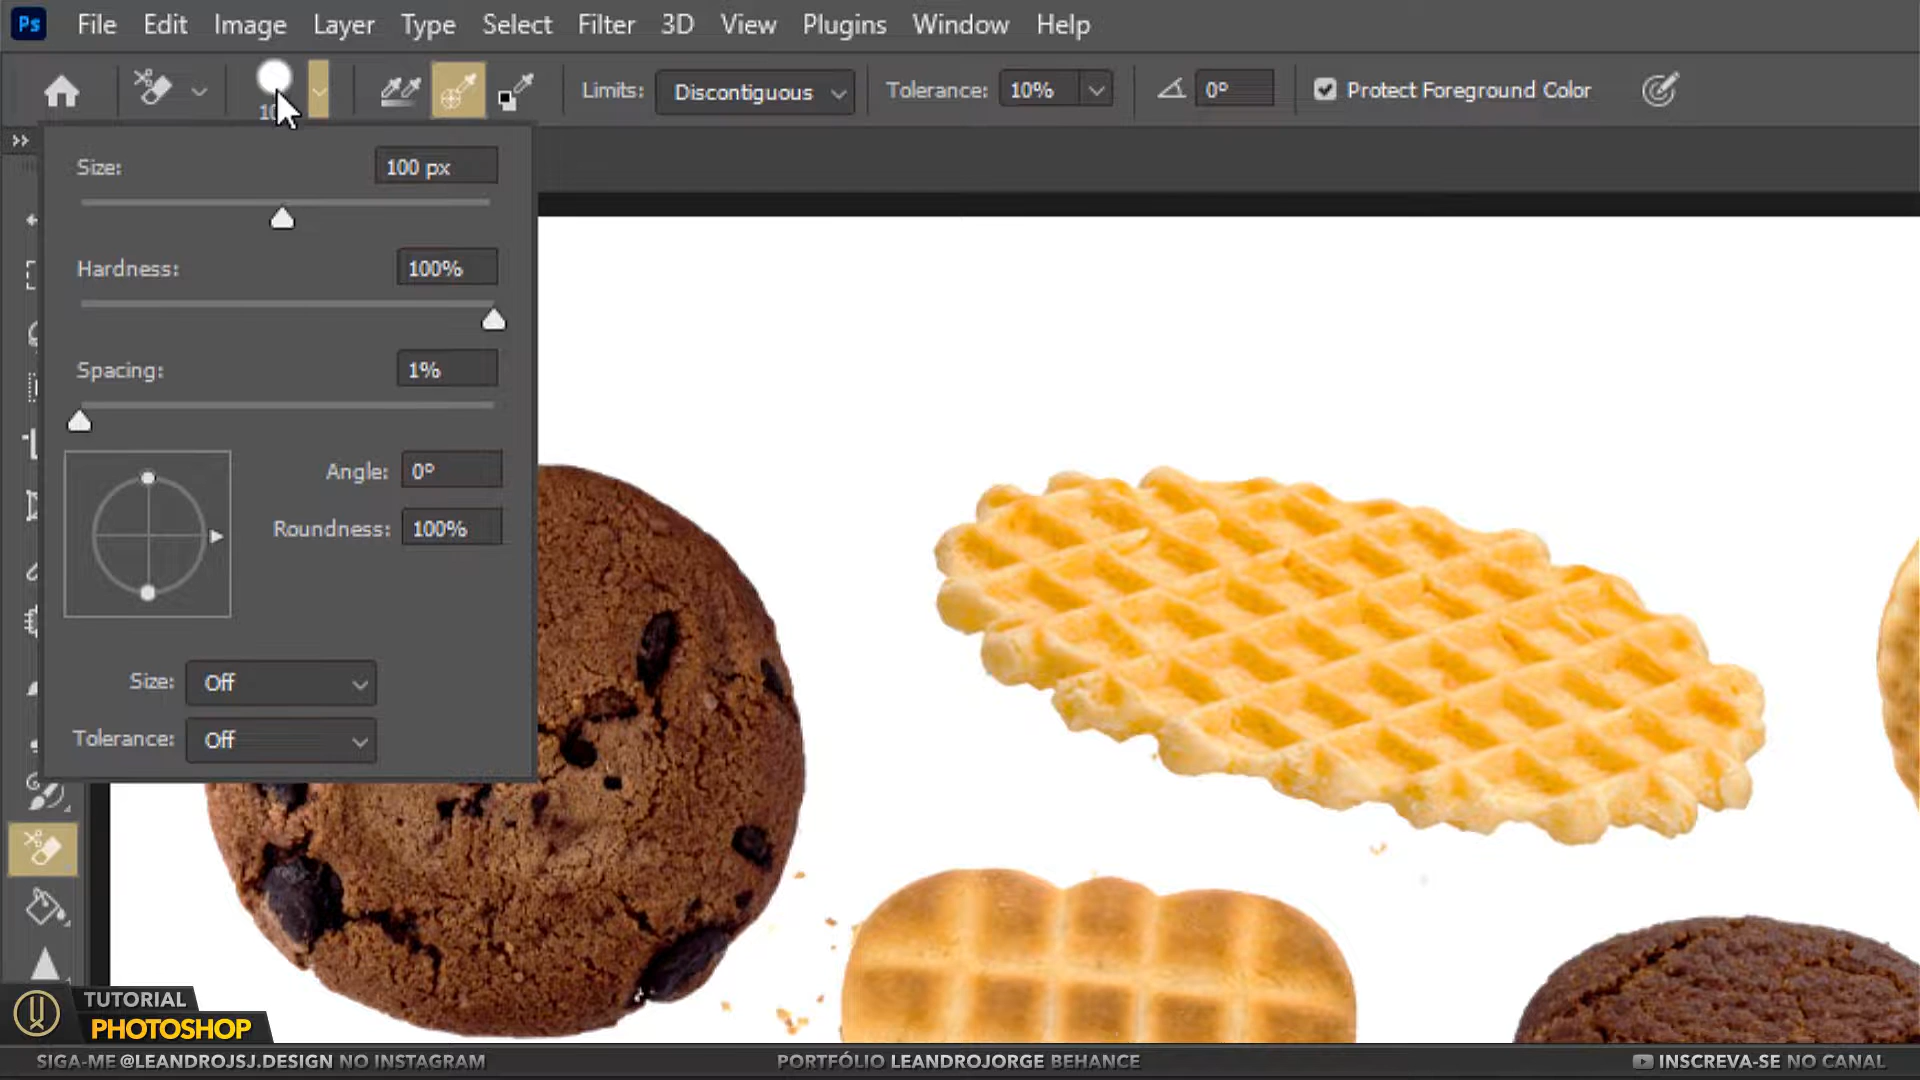 Ps File Edit Image Layer Type Select Filter 3D View Plugins Window Help
Limits: Discontiguous Tolerance: 10% 0° Protect Foreground Color
Size: 100 px
Hardness: 100%
Spacing: 1%
Angle: 0°
Roundness: 100%
Size: Off
Tolerance: Off
TUTORIAL
PHOTOSHOP
SIGA-ME @LEANDROJSJ.DESIGN NO INSTAGRAM PORTFÓLIO LEANDROJORGE BEHANCE INSCREVA-SE NO CANAL